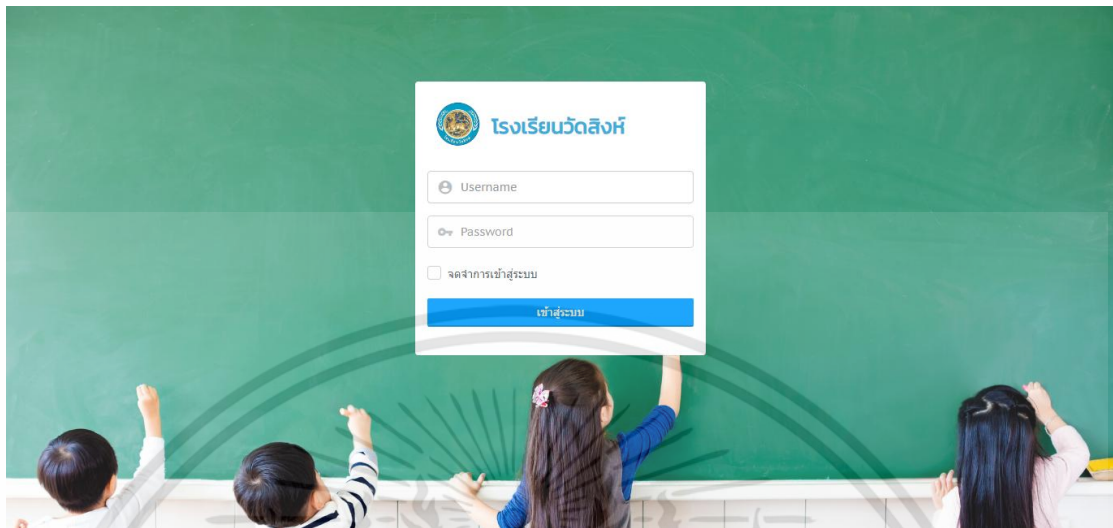 โรงเรียนวัดสิงห์
Username
Password
จดจำการเข้าสู่ระบบ
เข้าสู่ระบบ